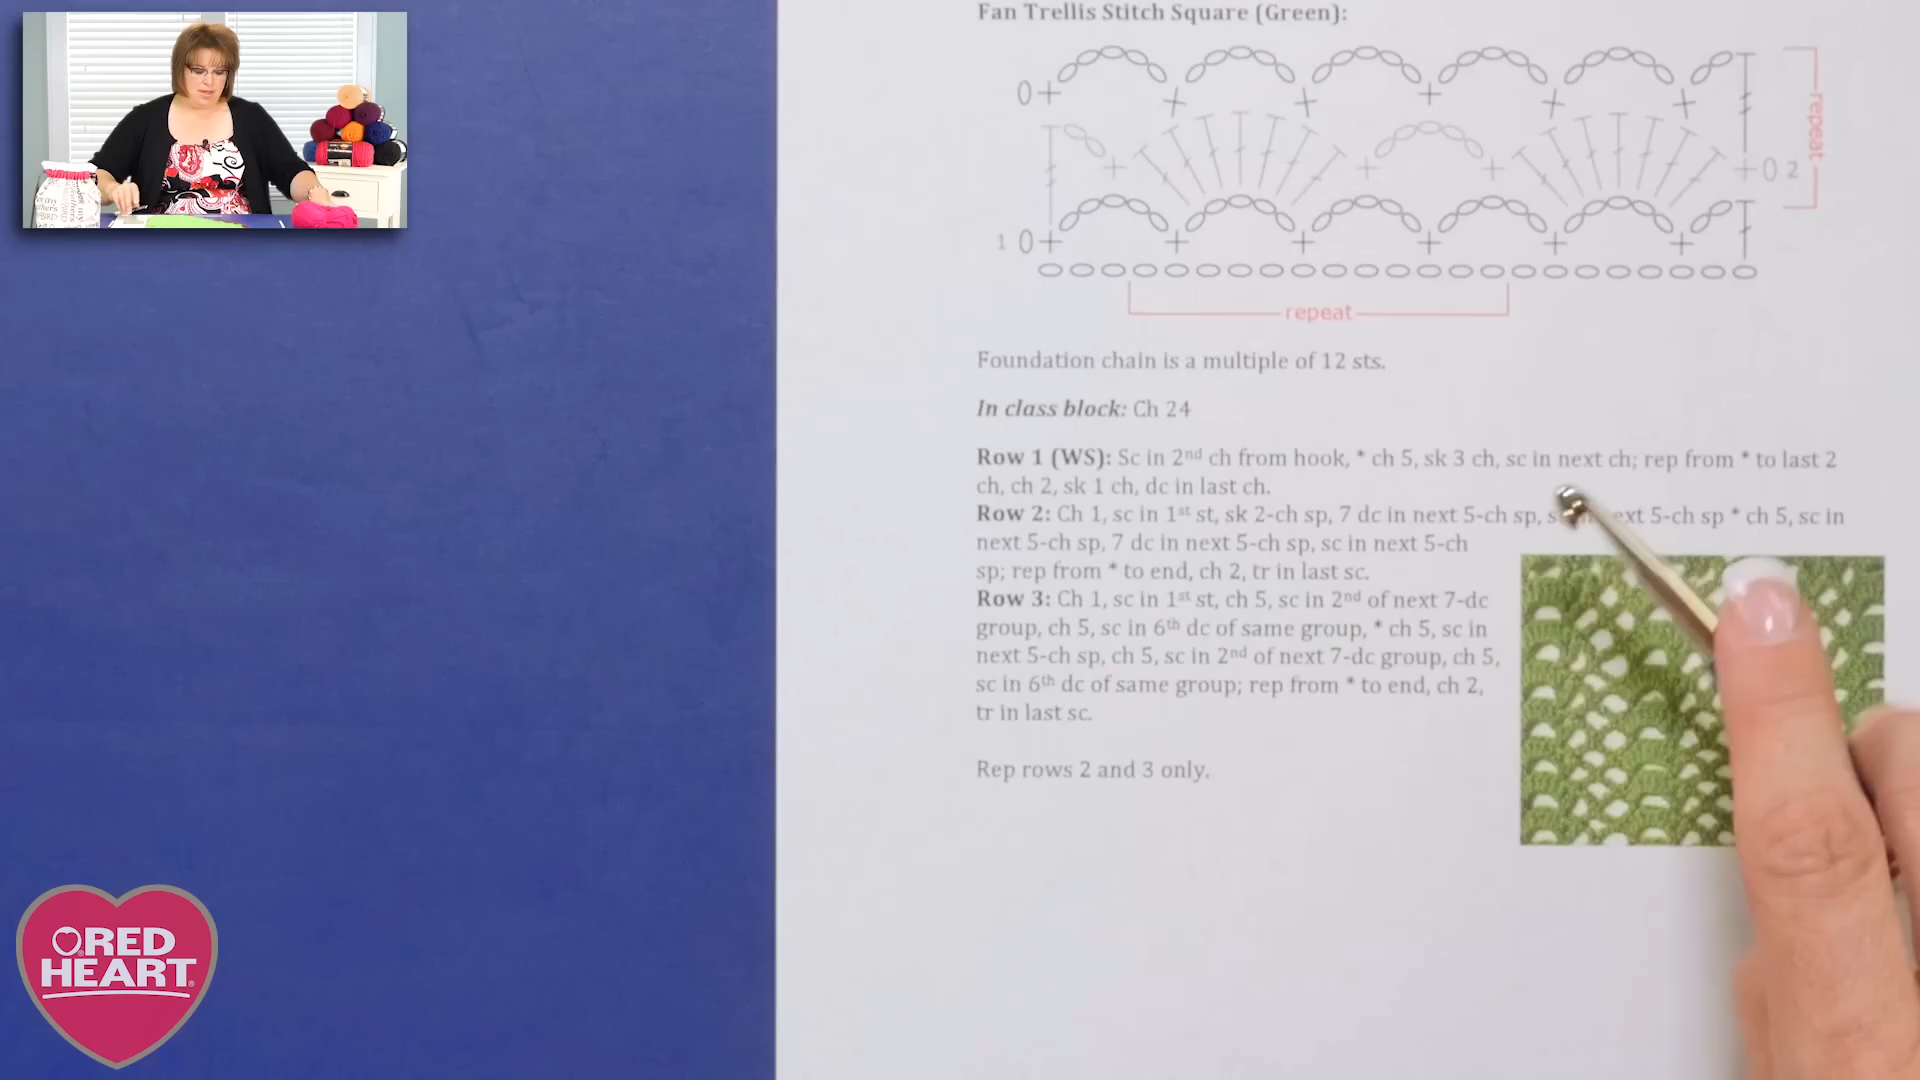 Fan Trellis Stitch Square (Green):
repeat
2
1
repeat
Foundation chain is a multiple of 12 sts.
In class block: Ch 24
Row 1 (WS): Sc in 2nd ch from hook, * ch 5, sk 3 ch, sc in next ch; rep from * to last 2
ch, ch 2, sk 1 ch, dc in last ch.
Row 2: Ch 1, sc in 1st st, sk 2-ch sp, 7 dc in next 5-ch sp, 5-ch sp * ch 5, sc in
next 5-ch sp, 7 dc in next 5-ch sp, sc in next 5-ch
sp; rep from * to end, ch 2, tr in last sc.
Row 3: Ch 1, sc in 1st st, ch 5, sc in 2nd of next 7-dc
group, ch 5, sc in 6th dc of same group, * ch 5, sc in
next 5-ch sp, ch 5, sc in 2nd of next 7-dc group, ch 5,
sc in 6th dc of same group; rep from * to end, ch 2,
tr in last sc.
Rep rows 2 and 3 only.
RED
HEART